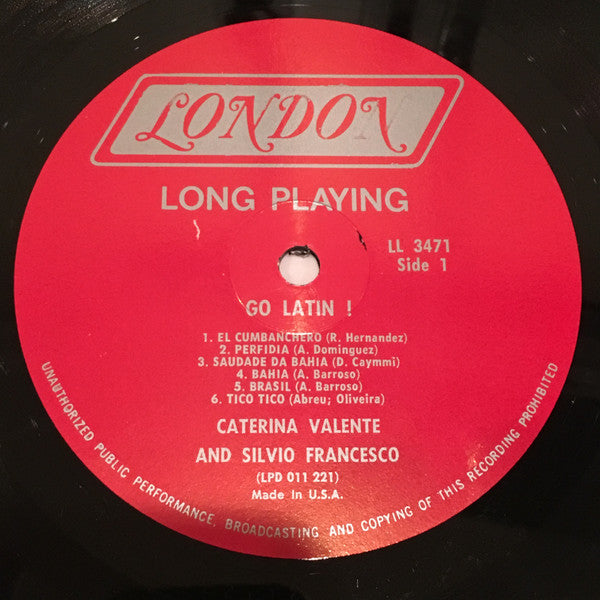 LONDON
LONG PLAYING
LL 3471
Side 1
GO LATIN !
1. EL CUMBANCHERO (R. Hernandez)
2. PERFIDIA (A. Dominguez)
3. SAUDADE DA BAHIA (D. Caymmi)
4. BAHIA (A. Barroso)
5. BRASIL (A. Barroso)
6. TICO TICO (Abreu; Oliveira)
CATERINA VALENTE
AND SILVIO FRANCESCO
(LPD 011 221)
Made in U.S.A.
UNAUTHORIZED PUBLIC PERFORMANCE, BROADCASTING AND COPYING OF THIS RECORDING PROHIBITED